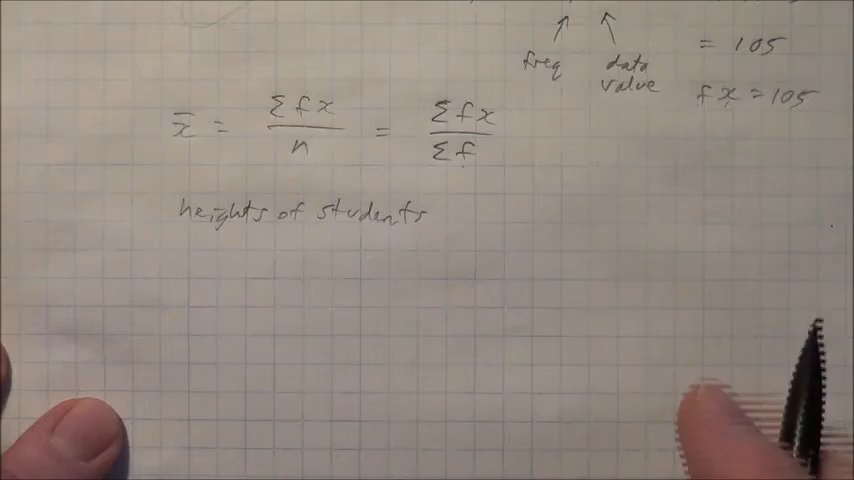 = 105
freq data value
f x = 105
x̄ = Σfx / n = Σfx / Σf
heights of students